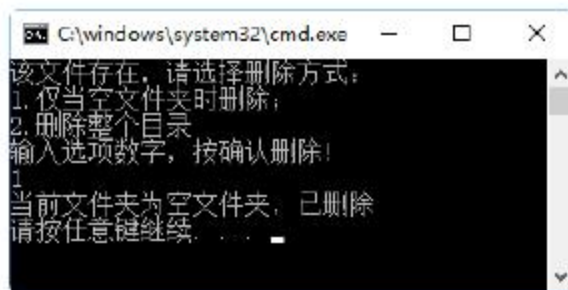 C:\windows\system32\cmd.exe
该文件存在，请选择删除方式：
1.仅当空文件夹时删除；
2.删除整个目录
输入选项数字，按确认删除！
1
当前文件夹为空文件夹，已删除
请按任意键继续. . .